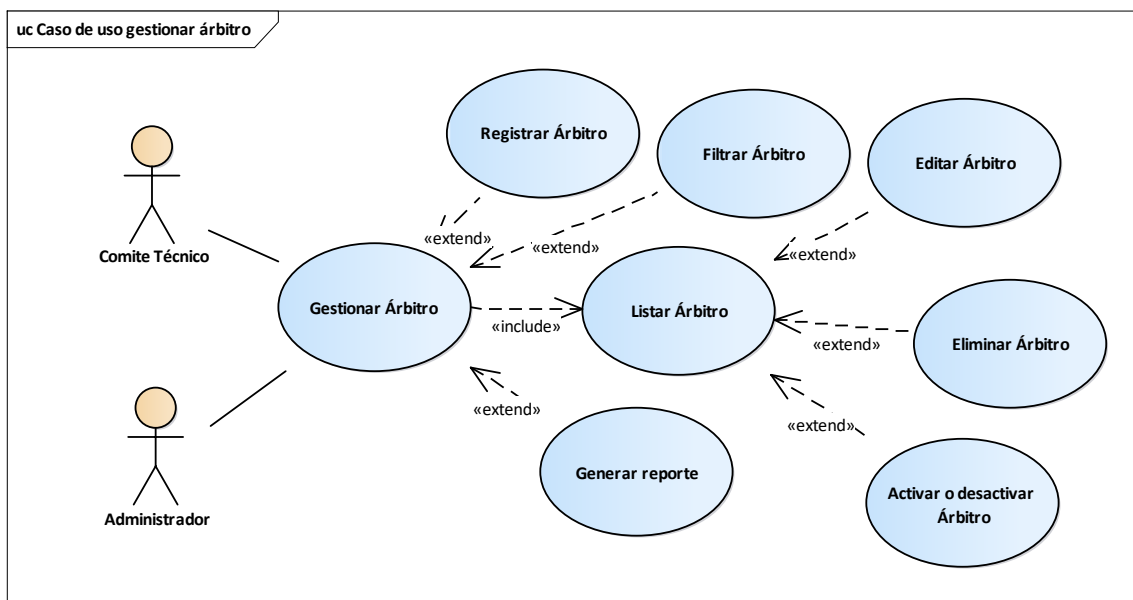 uc Caso de uso gestionar árbitro
Registrar Árbitro
Filtrar Árbitro
Editar Árbitro
Comite Técnico
«extend»
«extend»
«extend»
Gestionar Árbitro
«include»
Listar Árbitro
«extend»
Eliminar Árbitro
«extend»
«extend»
Generar reporte
Activar o desactivar
Árbitro
Administrador